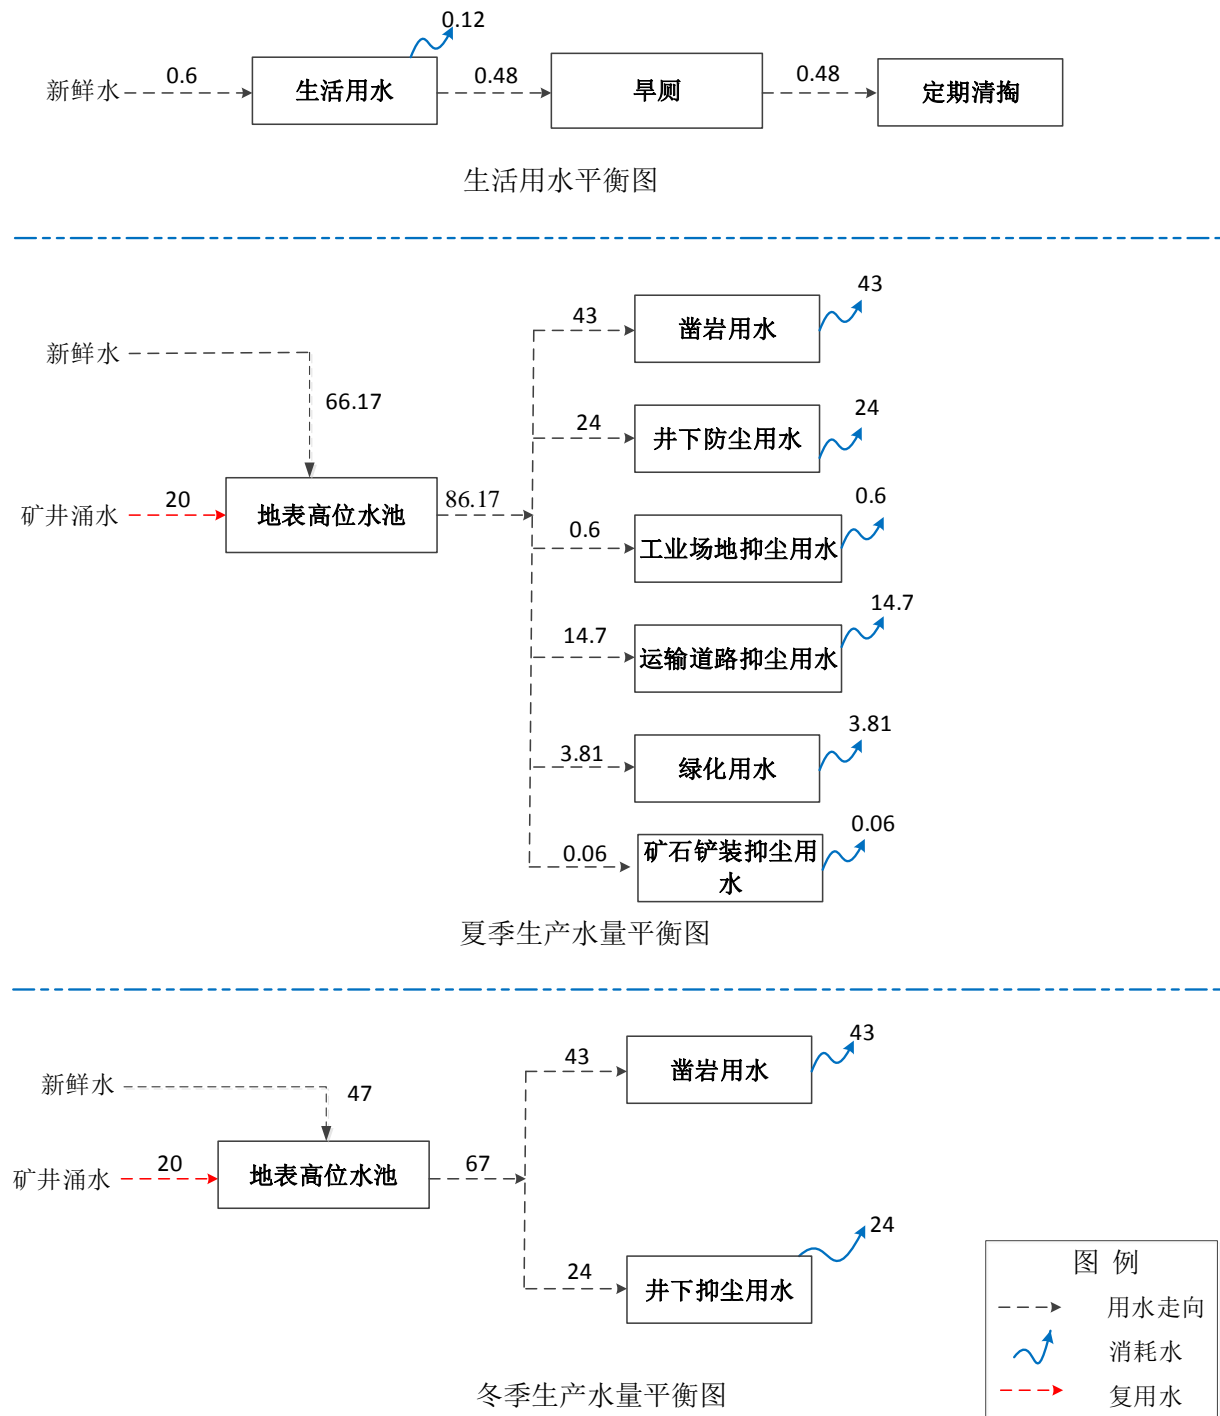 0.12
新鲜水 0.6 生活用水 0.48 旱厕 0.48 定期清掏
生活用水平衡图
43
43 凿岩用水
新鲜水
66.17
24
24 井下防尘用水
矿井涌水 20 地表高位水池 86.17
0.6
0.6 工业场地抑尘用水
14.7
14.7 运输道路抑尘用水
3.81
3.81 绿化用水
0.06
0.06 矿石铲装抑尘用
水
夏季生产水量平衡图
43
43 凿岩用水
新鲜水 47
矿井涌水 20 地表高位水池 67
24
24 井下抑尘用水
冬季生产水量平衡图
图 例
用水走向
消耗水
复用水